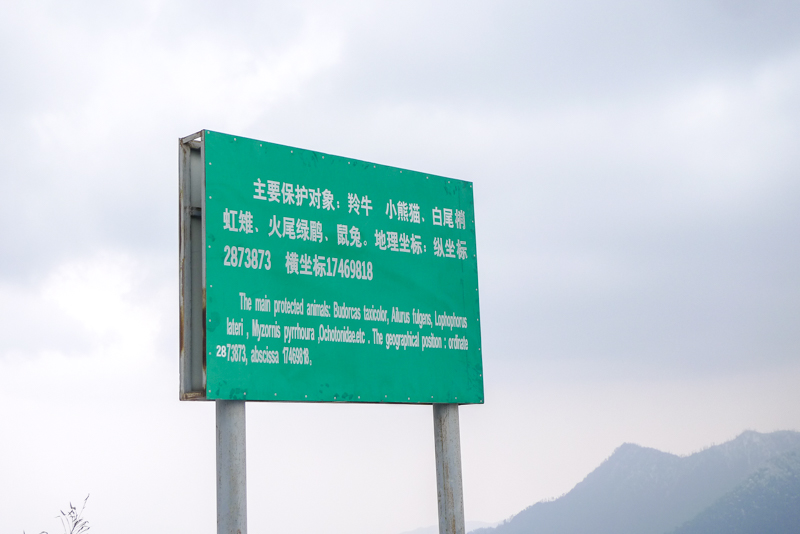 主要保护对象：羚牛 小熊猫、白尾梢
虹雉、火尾绿鹛、鼠兔。地理坐标：纵坐标
2873873 横坐标17469818
The main protected animals: Budorcas taxicolor, Ailurus fulgens, Lophophorus
lateri , Myzornis pyrrhoura ,Ochotonidae.etc . The geographical position : ordinate
2873873, abscissa 17469818。